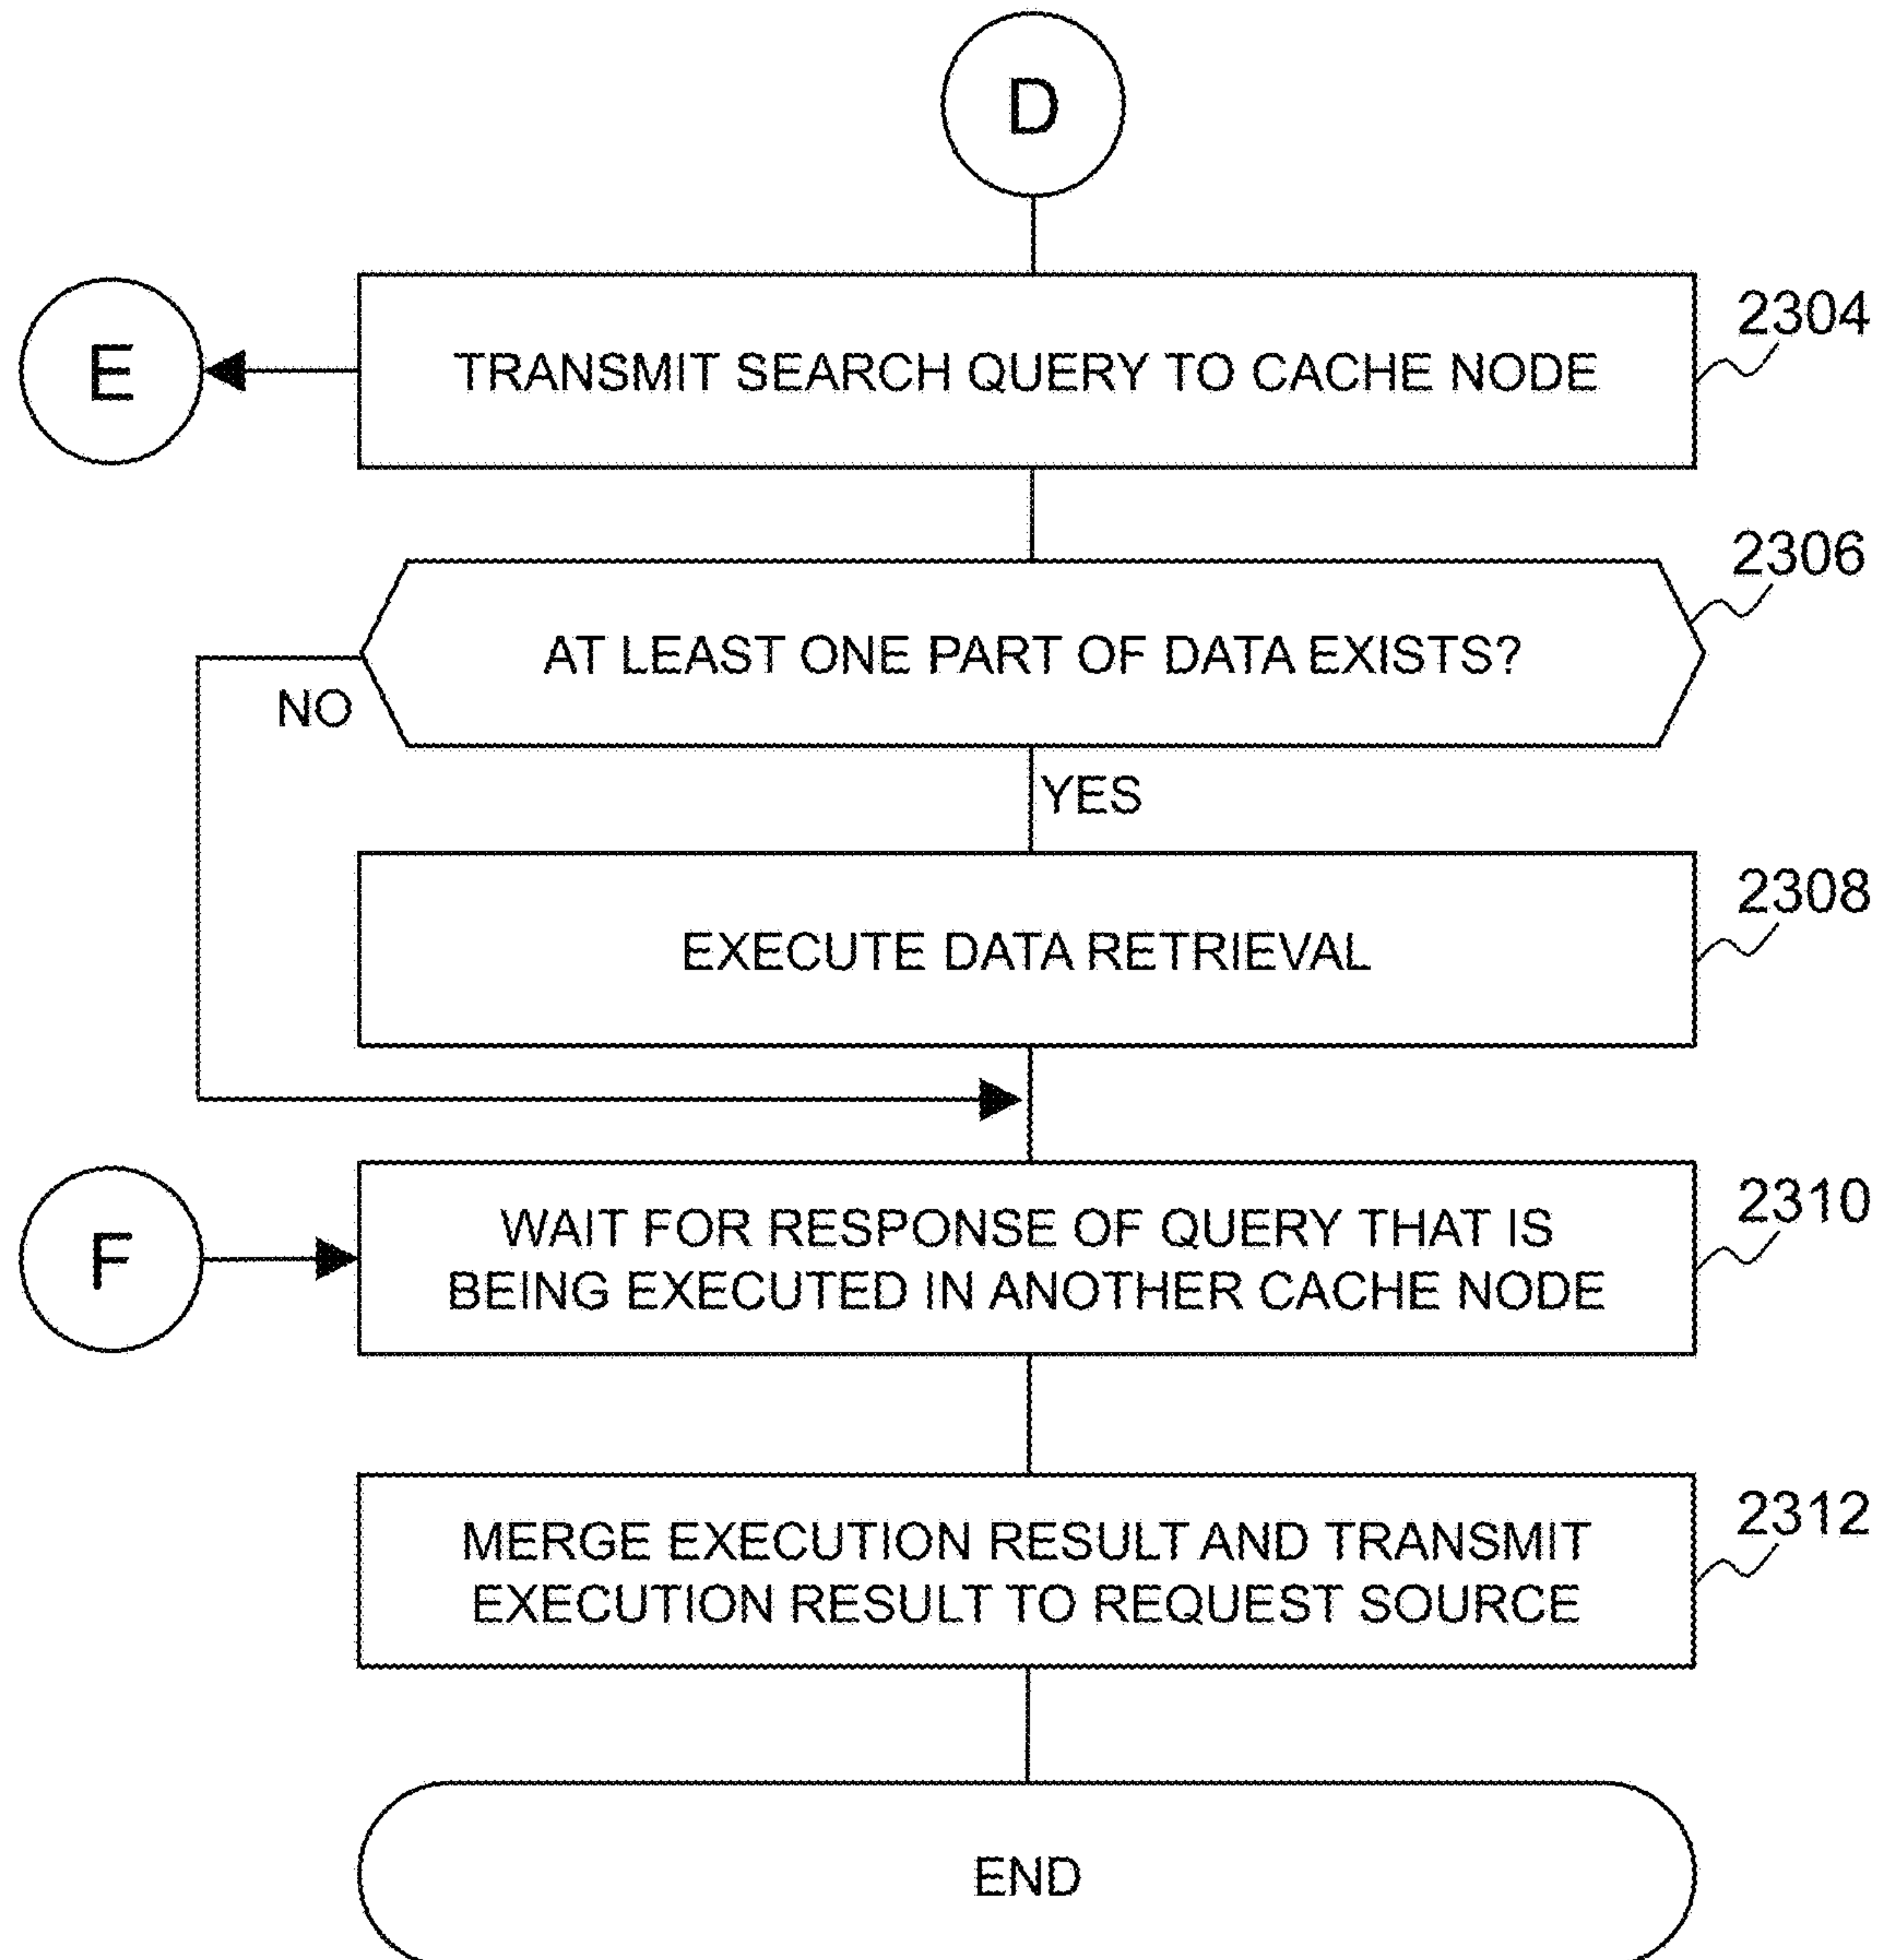 D
E
TRANSMIT SEARCH QUERY TO CACHE NODE
2304
AT LEAST ONE PART OF DATA EXISTS?
2306
NO
YES
EXECUTE DATA RETRIEVAL
2308
F
WAIT FOR RESPONSE OF QUERY THAT IS
BEING EXECUTED IN ANOTHER CACHE NODE
2310
MERGE EXECUTION RESULT AND TRANSMIT
EXECUTION RESULT TO REQUEST SOURCE
2312
END